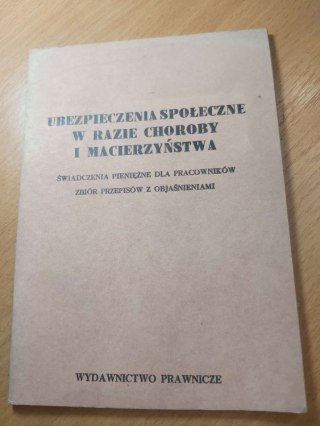 UBEZPIECZENIA SPOŁECZNE
W RAZIE CHOROBY
I MACIERZYŃSTWA
ŚWIADCZENIA PIENIĘŻNE DLA PRACOWNIKÓW
ZBIÓR PRZEPISÓW Z OBJAŚNIENIAMI
WYDAWNICTWO PRAWNICZE